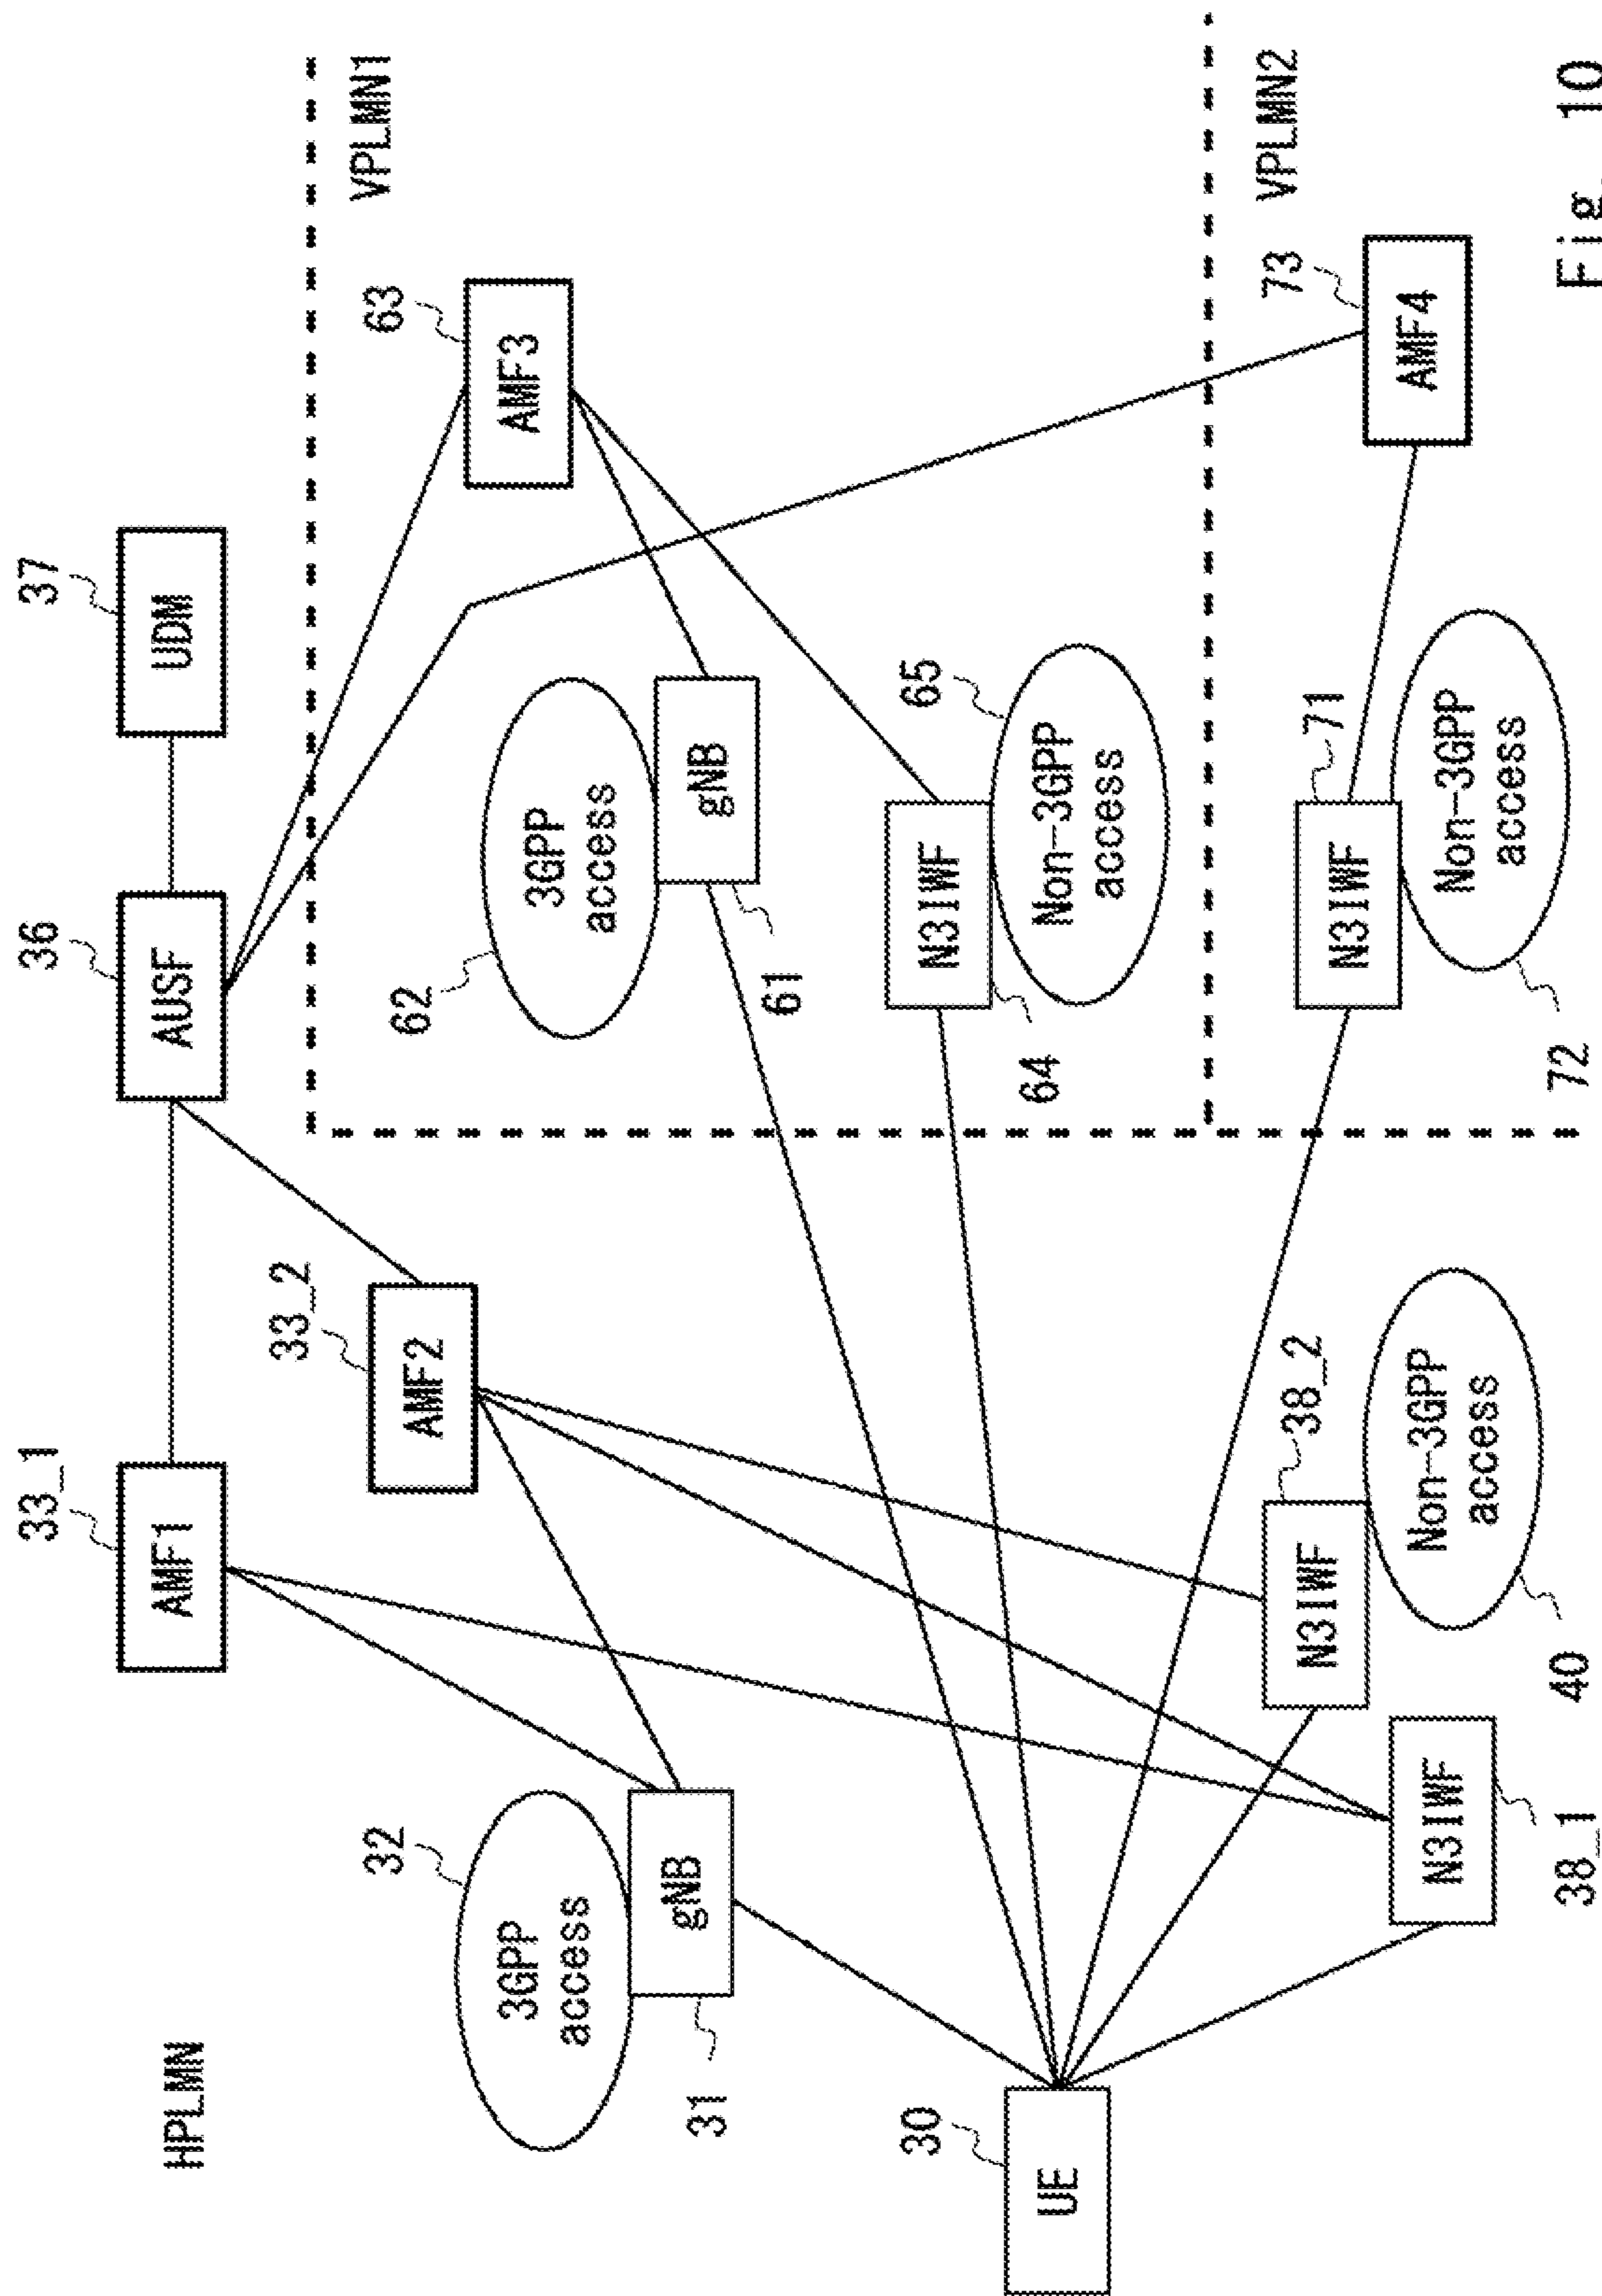 HPLMN
33_1
AMF1
36
AUSF
37
UDM
33_2
AMF2
VPLMN1
63
AMF3
32
3GPP
access
gNB
31
62
3GPP
access
gNB
61
30
UE
N3IWF
64
65
Non-3GPP
access
VPLMN2
73
AMF4
N3IWF
38_2
Non-3GPP
access
40
N3IWF
38_1
N3IWF
71
Non-3GPP
access
72
Fig. 10